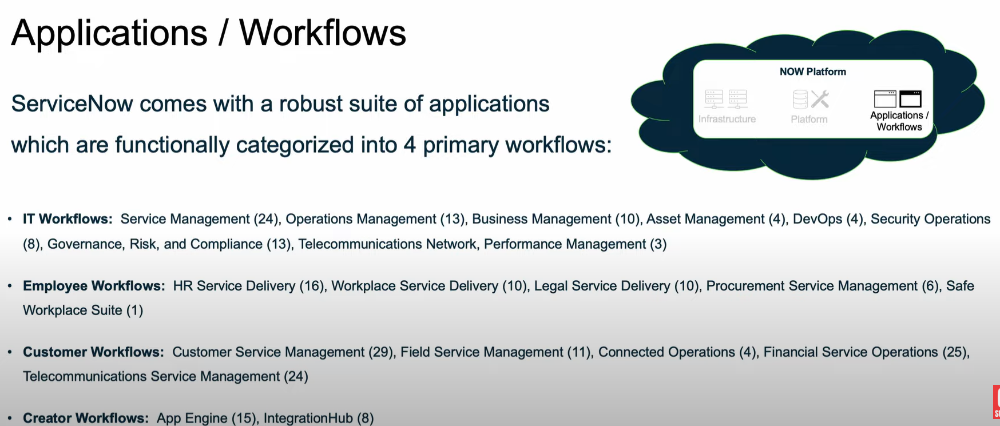 Applications / Workflows
ServiceNow comes with a robust suite of applications
which are functionally categorized into 4 primary workflows:
NOW Platform
Infrastructure
Platform
Applications /
Workflows
• IT Workflows: Service Management (24), Operations Management (13), Business Management (10), Asset Management (4), DevOps (4), Security Operations
(8), Governance, Risk, and Compliance (13), Telecommunications Network, Performance Management (3)
• Employee Workflows: HR Service Delivery (16), Workplace Service Delivery (10), Legal Service Delivery (10), Procurement Service Management (6), Safe
Workplace Suite (1)
• Customer Workflows: Customer Service Management (29), Field Service Management (11), Connected Operations (4), Financial Service Operations (25),
Telecommunications Service Management (24)
• Creator Workflows: App Engine (15), IntegrationHub (8)